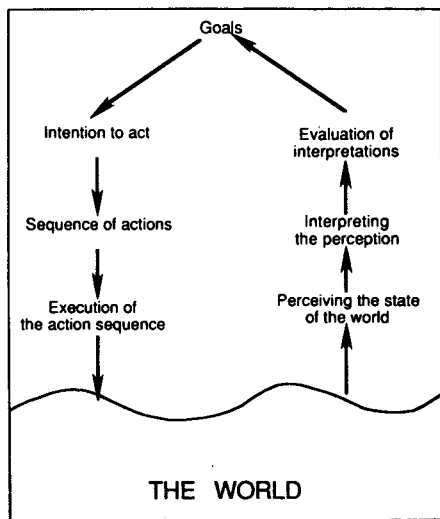 Goals
Intention to act
Sequence of actions
Execution of
the action sequence
Evaluation of
interpretations
Interpreting
the perception
Perceiving the state
of the world
THE WORLD